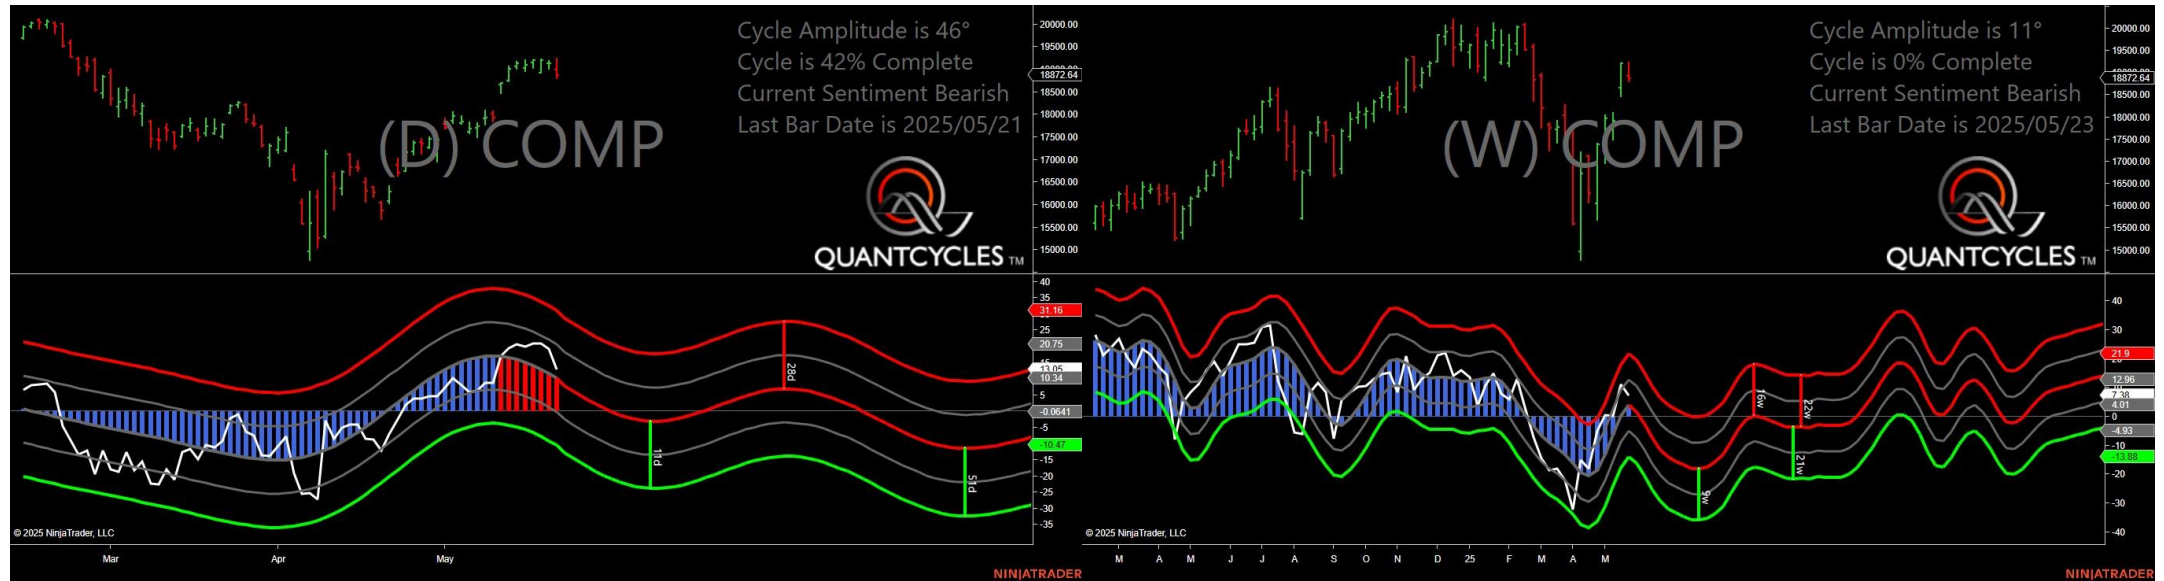 Cycle Amplitude is 46°
Cycle is 42% Complete
Current Sentiment Bearish
Last Bar Date is 2025/05/21
(D) COMP
QUANTCYCLES TM
20000.00
19500.00
18872.64
18500.00
18000.00
17500.00
17000.00
16500.00
16000.00
15500.00
15000.00
40
35
31.16
25
20.75
15
13.05
10.34
5
-0.0641
-5
-10.47
-15
-20
-25
-30
-35
28d
11d
51d
© 2025 NinjaTrader, LLC
Mar
Apr
May
NINJATRADER
Cycle Amplitude is 11°
Cycle is 0% Complete
Current Sentiment Bearish
Last Bar Date is 2025/05/23
(W) COMP
QUANTCYCLES TM
20000.00
19500.00
18872.64
18500.00
18000.00
17500.00
17000.00
16500.00
16000.00
15500.00
15000.00
40
30
21.9
12.96
7.38
4.01
0
-4.93
-10
-13.88
-20
-30
-40
16w
22w
21w
9w
© 2025 NinjaTrader, LLC
M A M J J A S O N D 25 F M A M
NINJATRADER